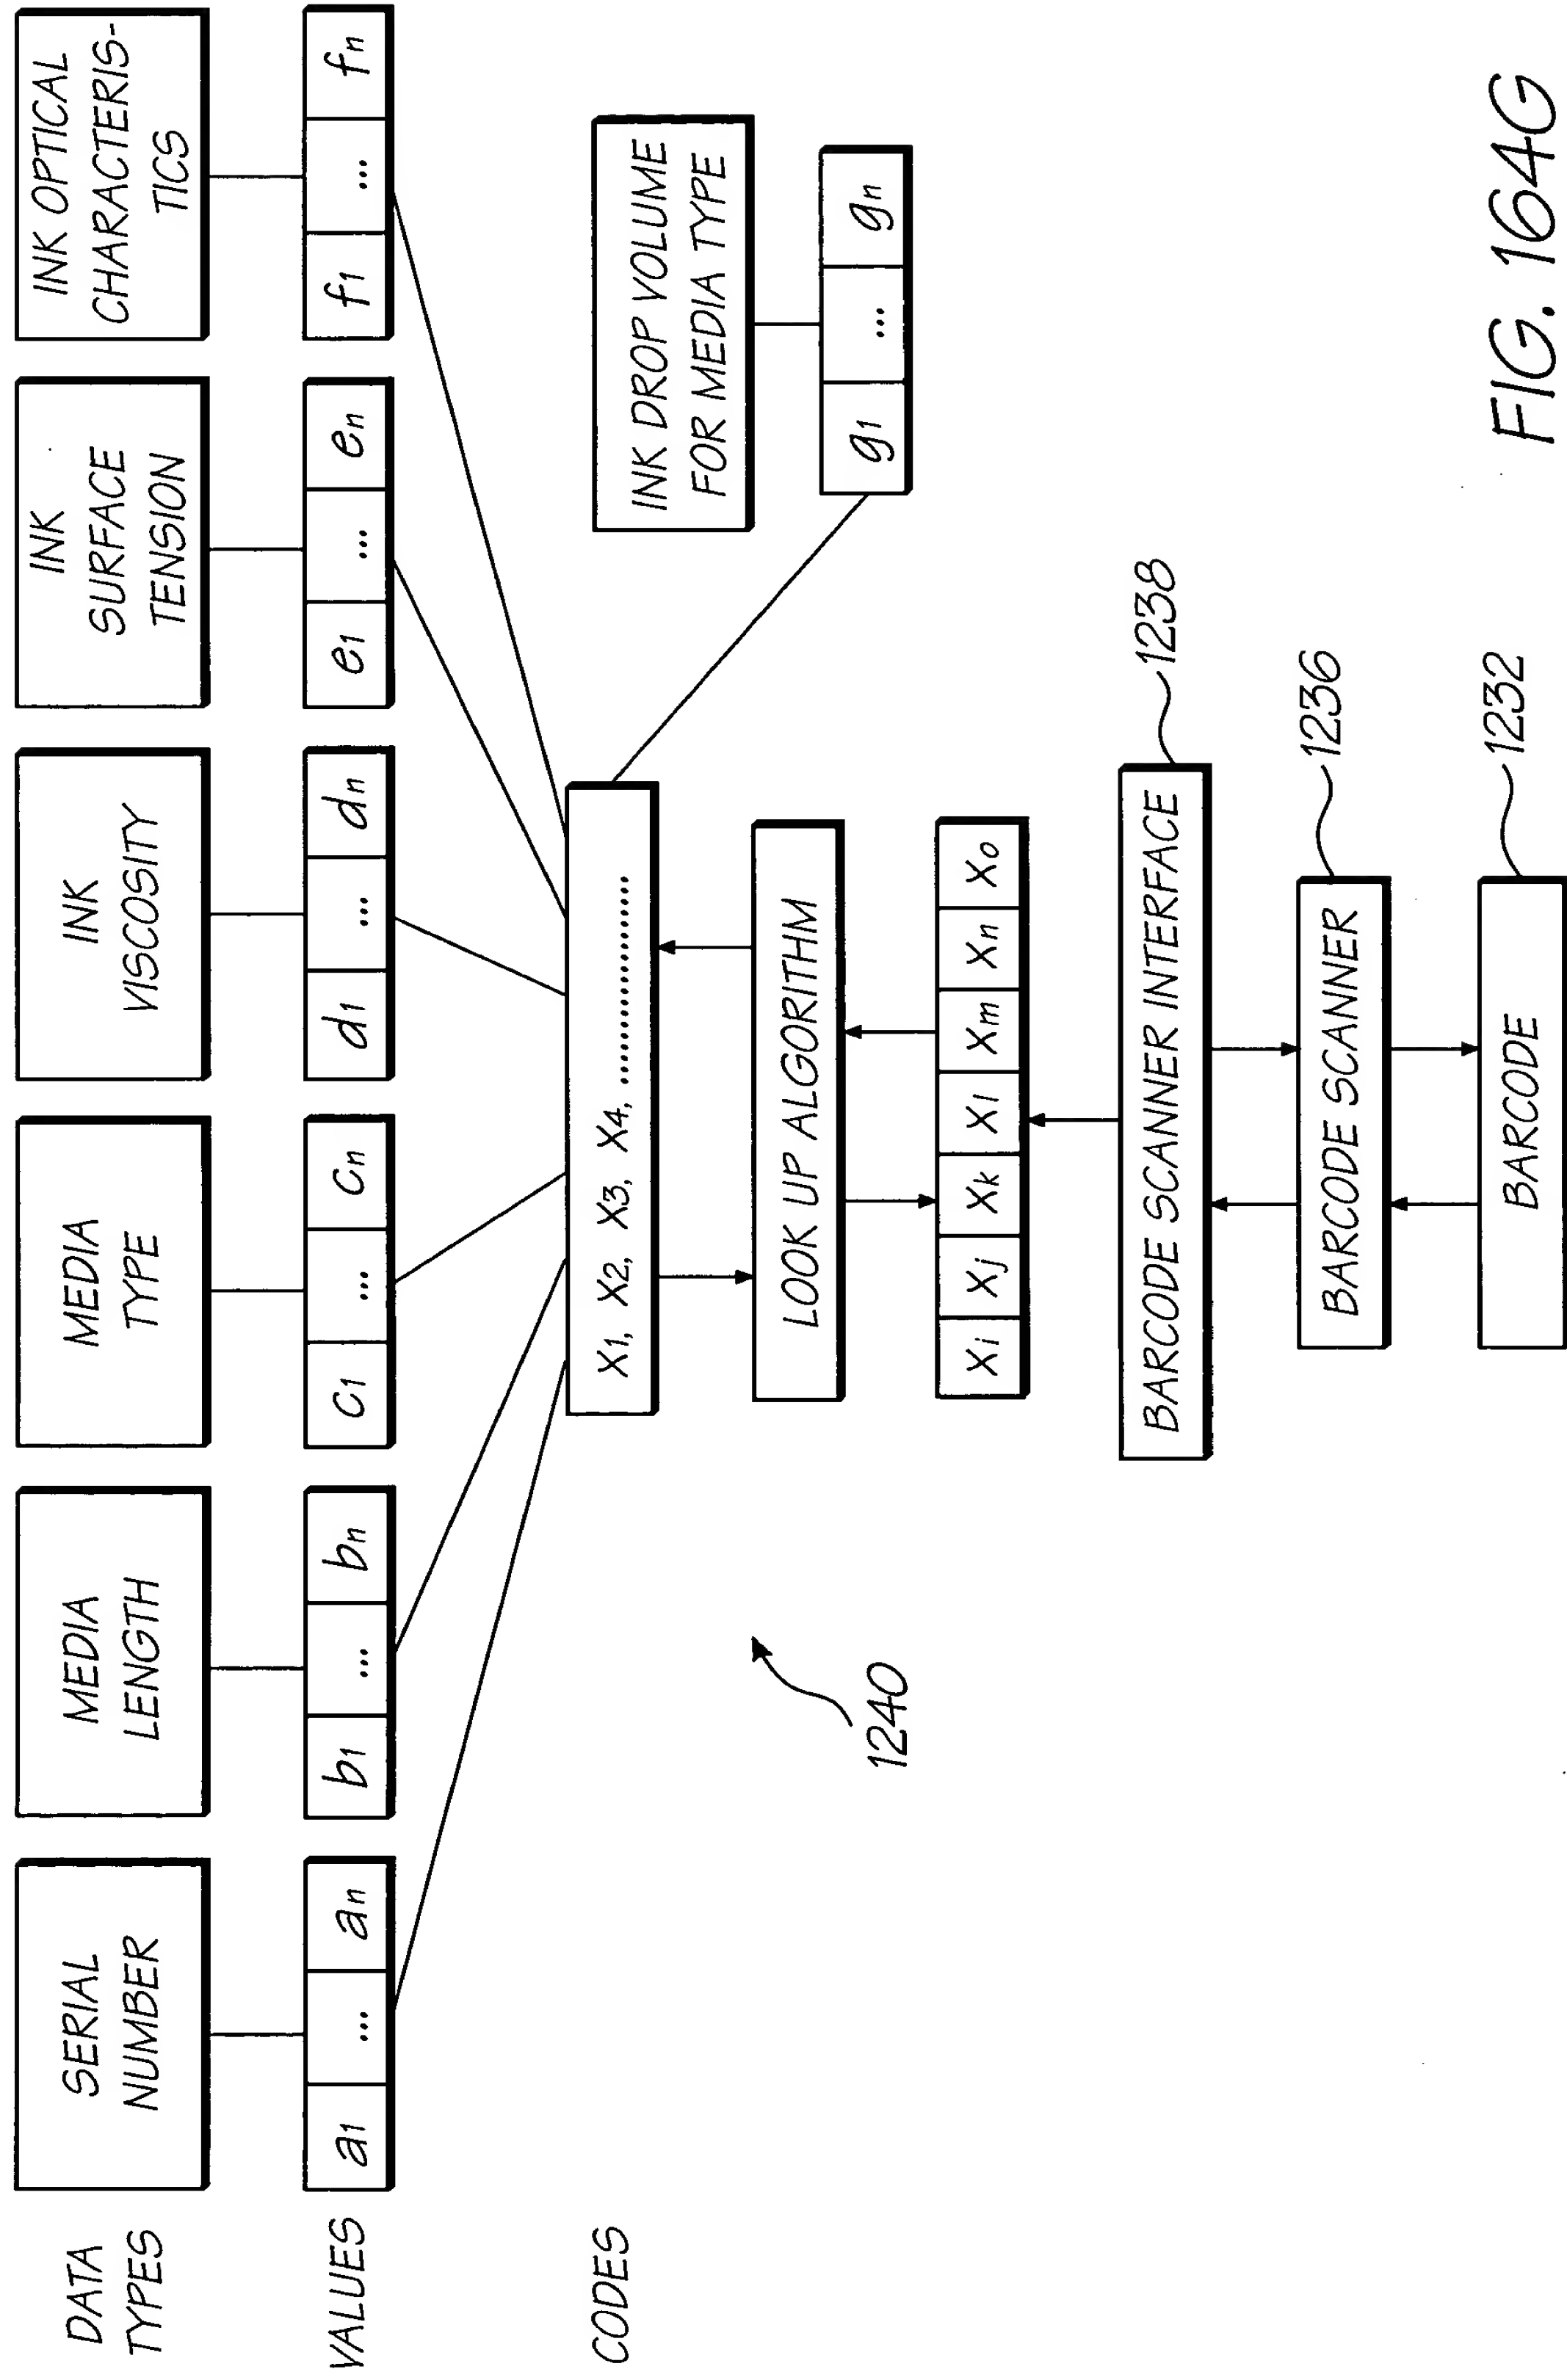 DATA
TYPES
SERIAL
NUMBER
MEDIA
LENGTH
MEDIA
TYPE
INK
VISCOSITY
INK
SURFACE
TENSION
INK OPTICAL
CHARACTERIS-
TICS
VALUES
a1 ... an
b1 ... bn
c1 ... cn
d1 ... dn
e1 ... en
f1 ... fn
CODES
X1, X2, X3, X4, ......................
INK DROP VOLUME
FOR MEDIA TYPE
g1 ... gn
LOOK UP ALGORITHM
1240
Xi Xj Xk Xl Xm Xn Xo
BARCODE SCANNER INTERFACE
1238
BARCODE SCANNER
1236
BARCODE
1232
FIG. 164G